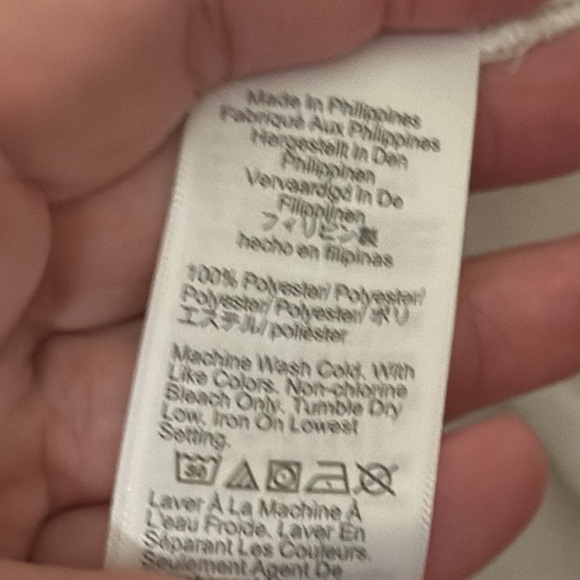 Made In Philippines
Fabriqué Aux Philippines
Hergestellt In Den
Philippinen
Vervaardigd In De
Filippijnen
フィリピン製
hecho en filipinas
100% Polyester/ Polyester/
Polyester/ Polyester/ ポリ
エステル/ poliéster
Machine Wash Cold. With
Like Colors. Non-chlorine
Bleach Only. Tumble Dry
Low. Iron On Lowest
Setting.
30
Laver À La Machine À
L'eau Froide. Laver En
Séparant Les Couleurs.
Seulement Agent De